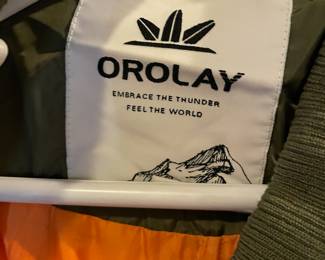 OROLAY
EMBRACE THE THUNDER
FEEL THE WORLD